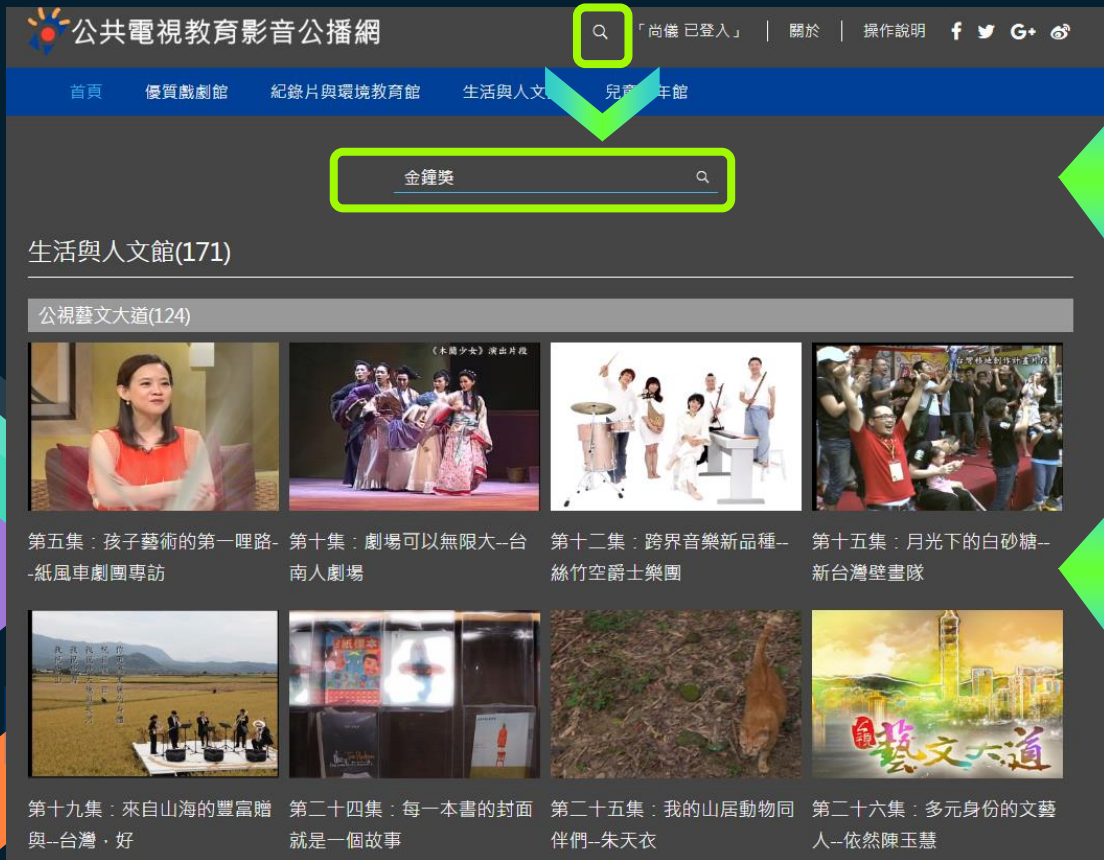 公共電視教育影音公播網
「尚儀 已登入」 | 關於 | 操作說明 f G+
首頁 優質戲劇館 紀錄片與環境教育館 生活與人文 兒 年館
金鐘獎
生活與人文館(171)
公視藝文大道(124)
《木蘭少女》演出片段
第五集：孩子藝術的第一哩路-
-紙風車劇團專訪
第十集：劇場可以無限大--台
南人劇場
第十二集：跨界音樂新品種--
絲竹空爵士樂團
第十五集：月光下的白砂糖--
新台灣壁畫隊
藝文大道
第十九集：來自山海的豐富贈
與--台灣．好
第二十四集：每一本書的封面
就是一個故事
第二十五集：我的山居動物同
伴們--朱天衣
第二十六集：多元身份的文藝
人--依然陳玉慧